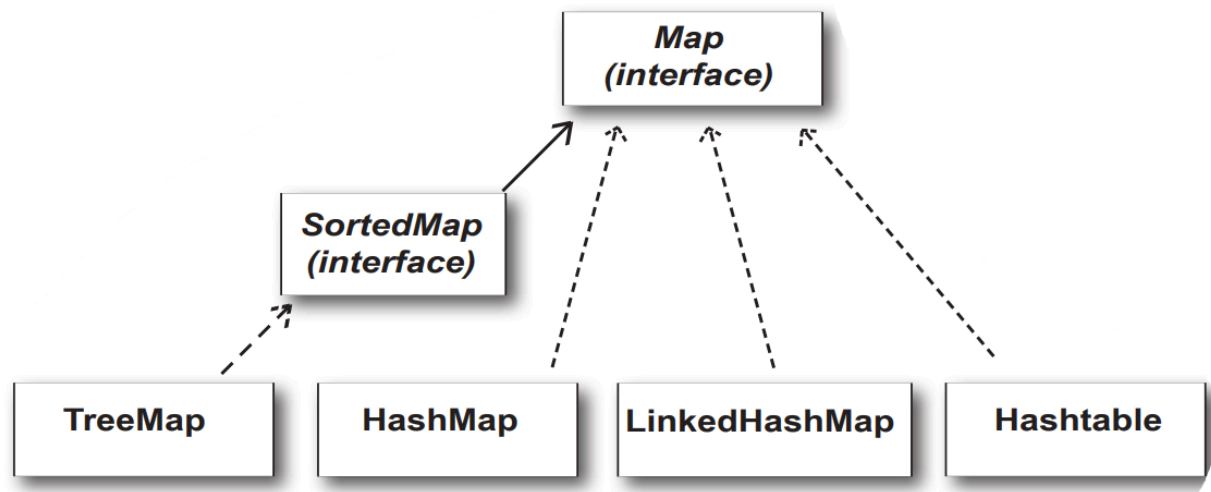 Map
(interface)
SortedMap
(interface)
TreeMap
HashMap
LinkedHashMap
Hashtable